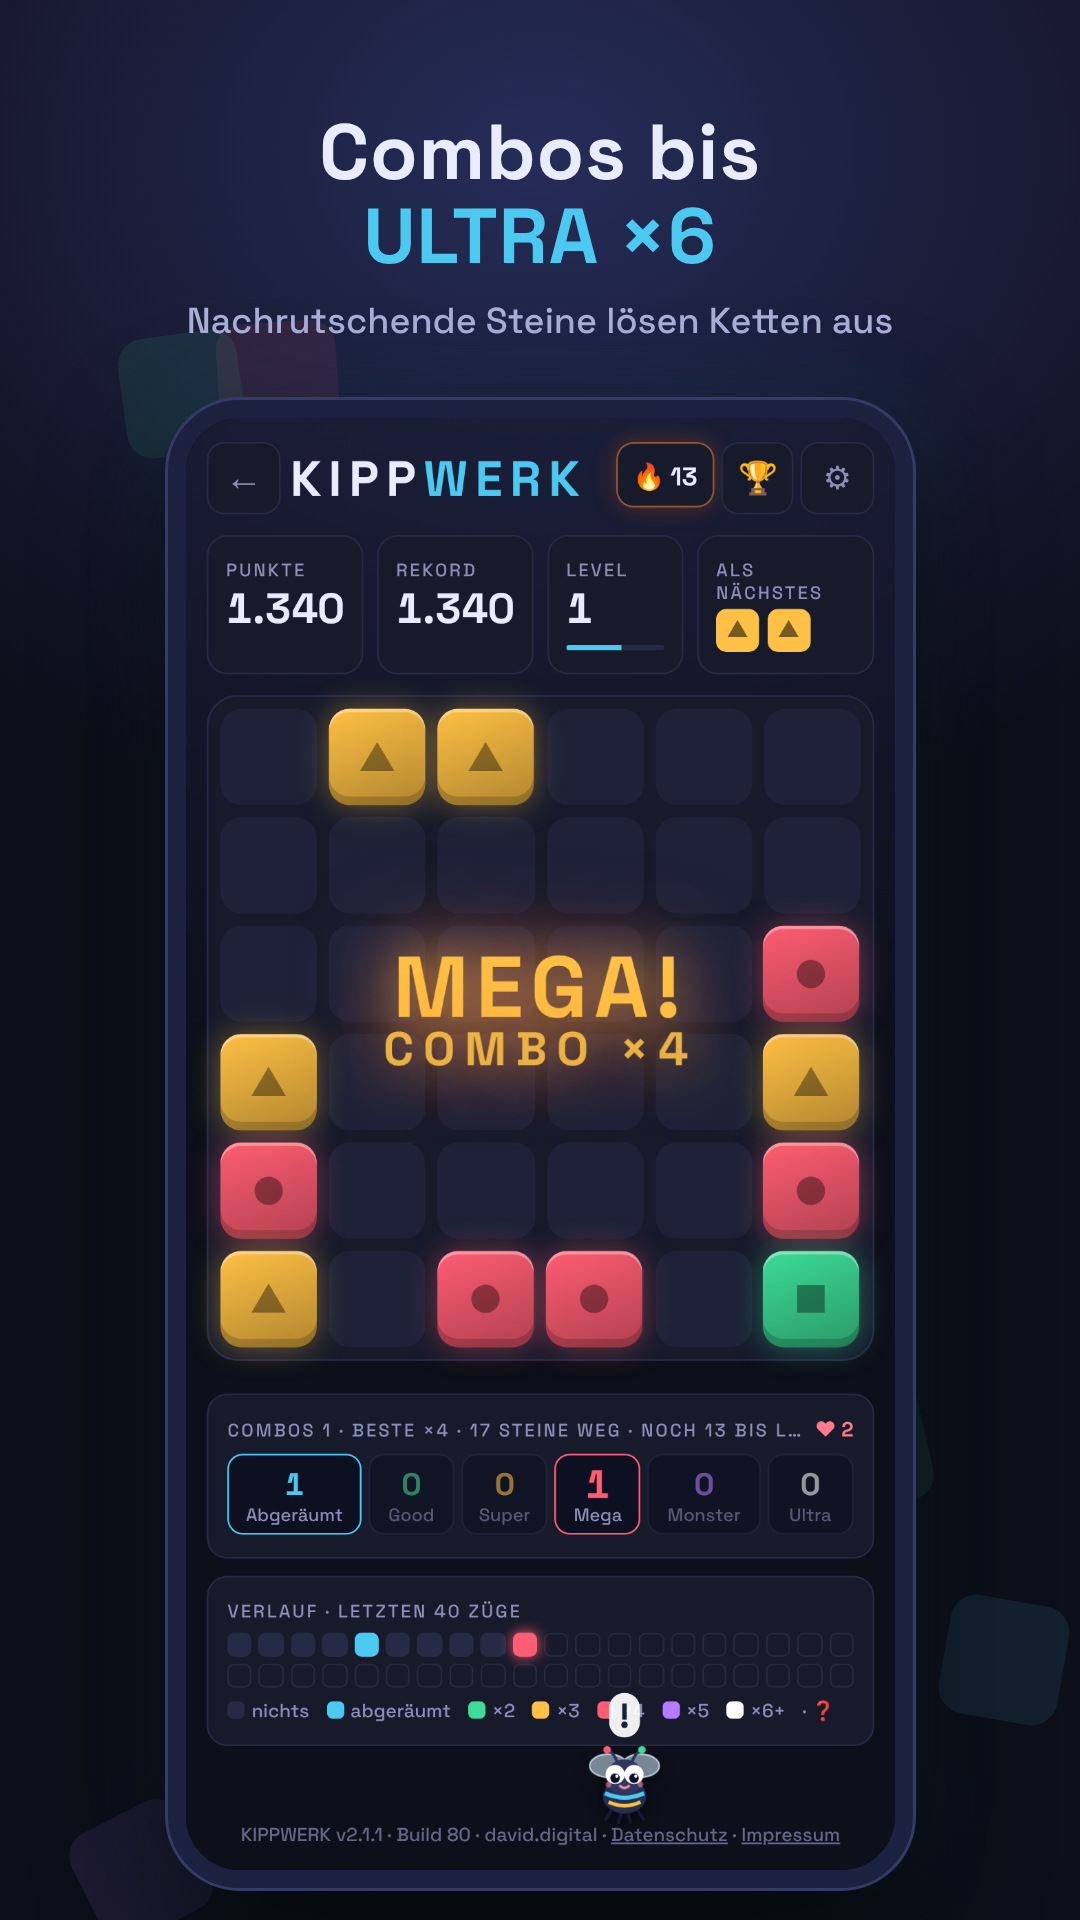 Combos bis
ULTRA ×6
Nachrutschende Steine lösen Ketten aus
← KIPPWERK 🔥 13 🏆 ⚙
PUNKTE
1.340
REKORD
1.340
LEVEL
1
ALS
NÄCHSTES
MEGA!
COMBO ×4
COMBOS 1 · BESTE ×4 · 17 STEINE WEG · NOCH 13 BIS L… ♥ 2
1 0 0 1 0 0
Abgeräumt Good Super Mega Monster Ultra
VERLAUF · LETZTEN 40 ZÜGE
nichts abgeräumt ×2 ×3 ×5 ×6+ · ❓
!
KIPPWERK v2.1.1 · Build 80 · david.digital · Datenschutz · Impressum